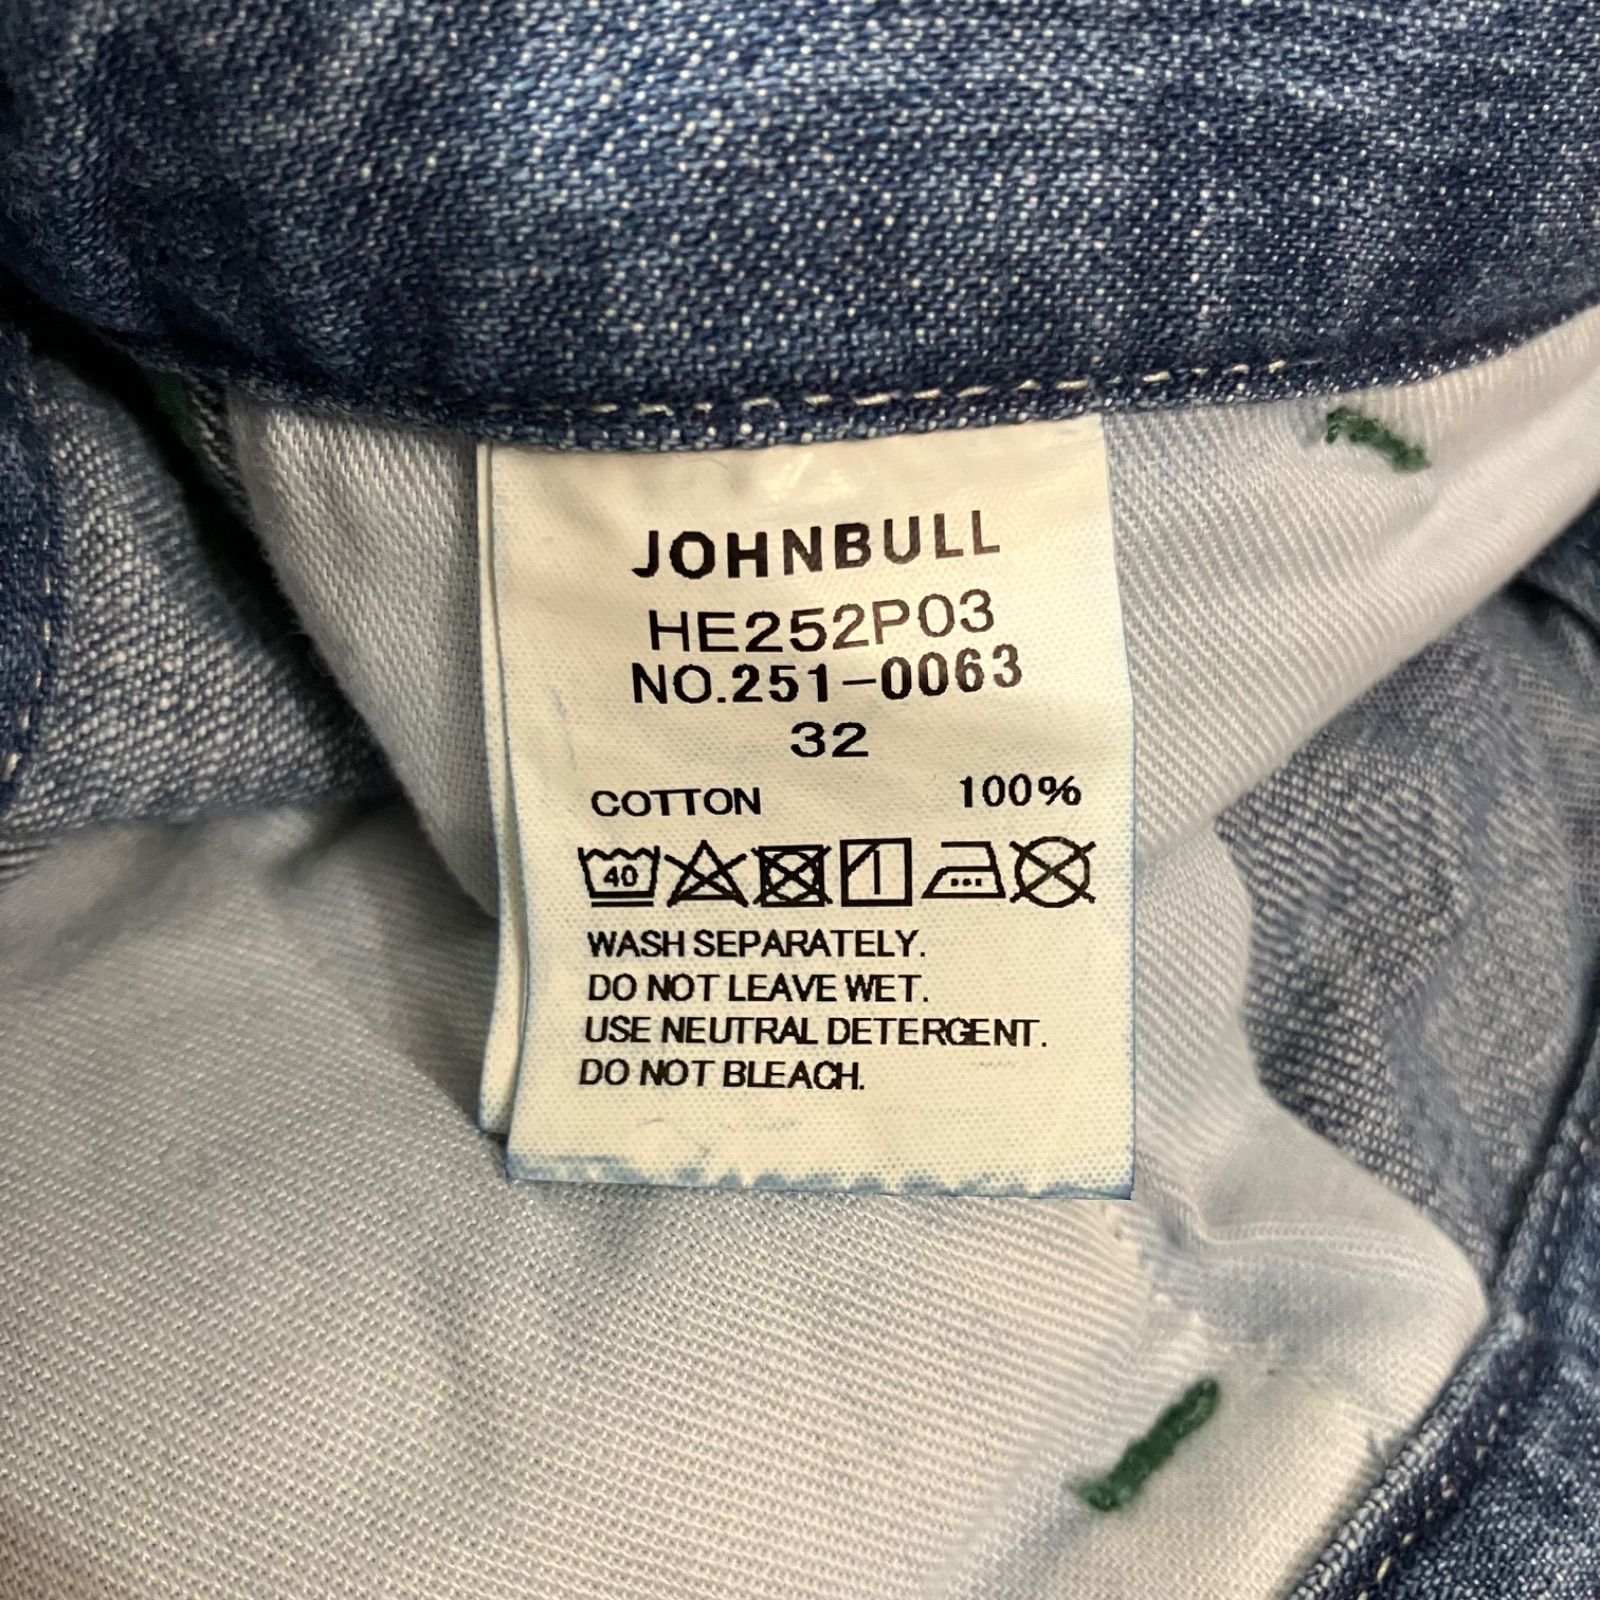 JOHNBULL
HE252P03
NO.251-0063
32
COTTON 100%
40
WASH SEPARATELY.
DO NOT LEAVE WET.
USE NEUTRAL DETERGENT.
DO NOT BLEACH.